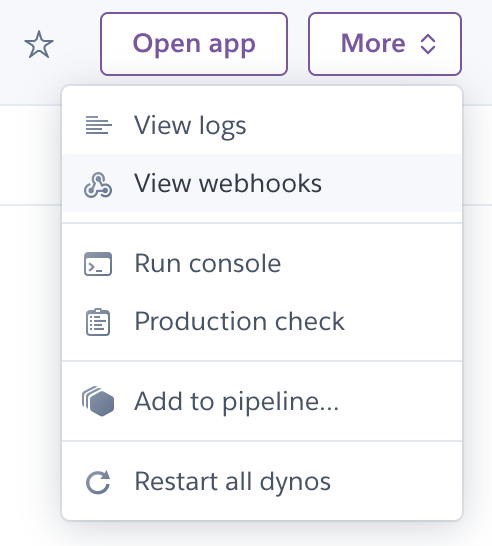 Open app
More
View logs
View webhooks
Run console
Production check
Add to pipeline...
Restart all dynos